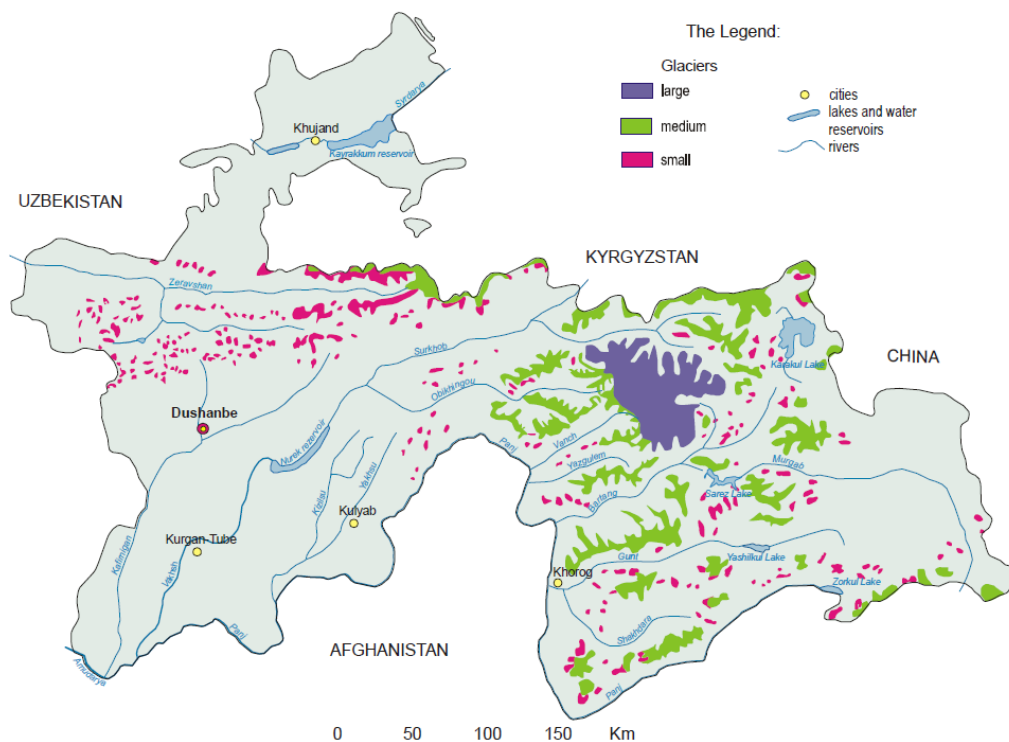 The Legend:
Glaciers
large
medium
small
cities
lakes and water
reservoirs
rivers
Syrdarya
Khujand
Kayrakkum reservoir
UZBEKISTAN
KYRGYZSTAN
Zeravshan
Surkhob
Karakul Lake
CHINA
Obikhingou
Dushanbe
Nurek reservoir
Panj
Vanch
Yazgulem
Murgab
Bartang
Sarez Lake
Yakhsu
Kulyab
Kurgan-Tube
Kafirnigan
Vakhsh
Gunt
Yashilkul Lake
Khorog
Zorkul Lake
Panj
Shakhdara
AFGHANISTAN
Amudarya
Panj
0 50 100 150 Km